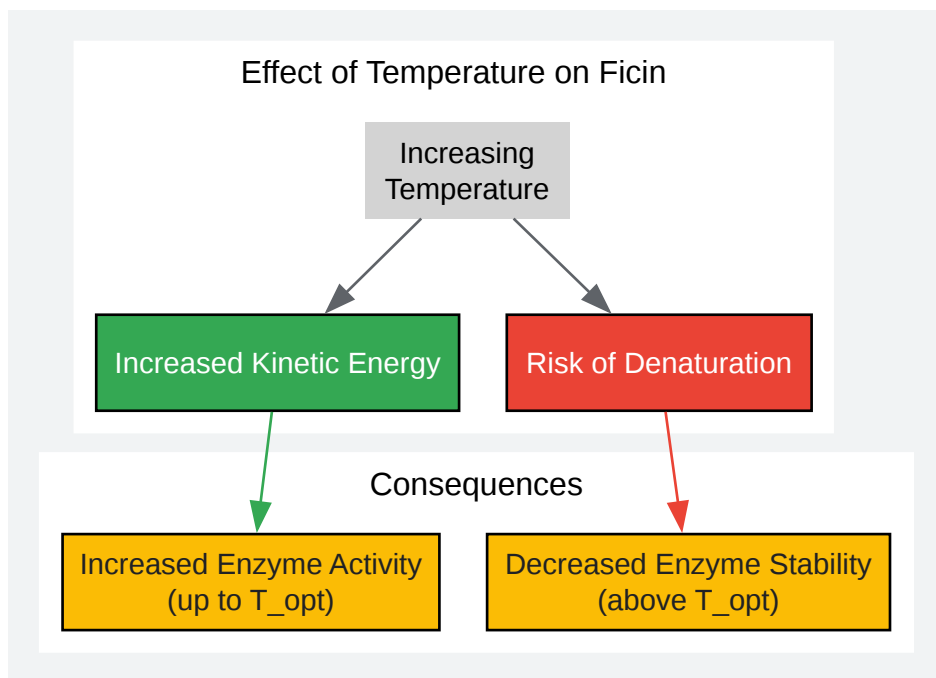 Effect of Temperature on Ficin
Increasing
Temperature
Increased Kinetic Energy
Risk of Denaturation
Consequences
Increased Enzyme Activity
(up to T_opt)
Decreased Enzyme Stability
(above T_opt)